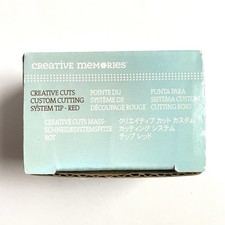 CREATIVE MEMORIES
CREATIVE CUTS
CUSTOM CUTTING
SYSTEM TIP - RED
POINTE DU
SYSTÈME DE
DÉCOUPAGE ROUGE
PUNTA PARA
SISTEMA CUSTOM
CUTTING ROJO
CREATIVE CUTS MASS-
SCHNEIDSYSTEMSPITZE
ROT
クリエイティブ カット カスタム
カッティング システム
チップ レッド